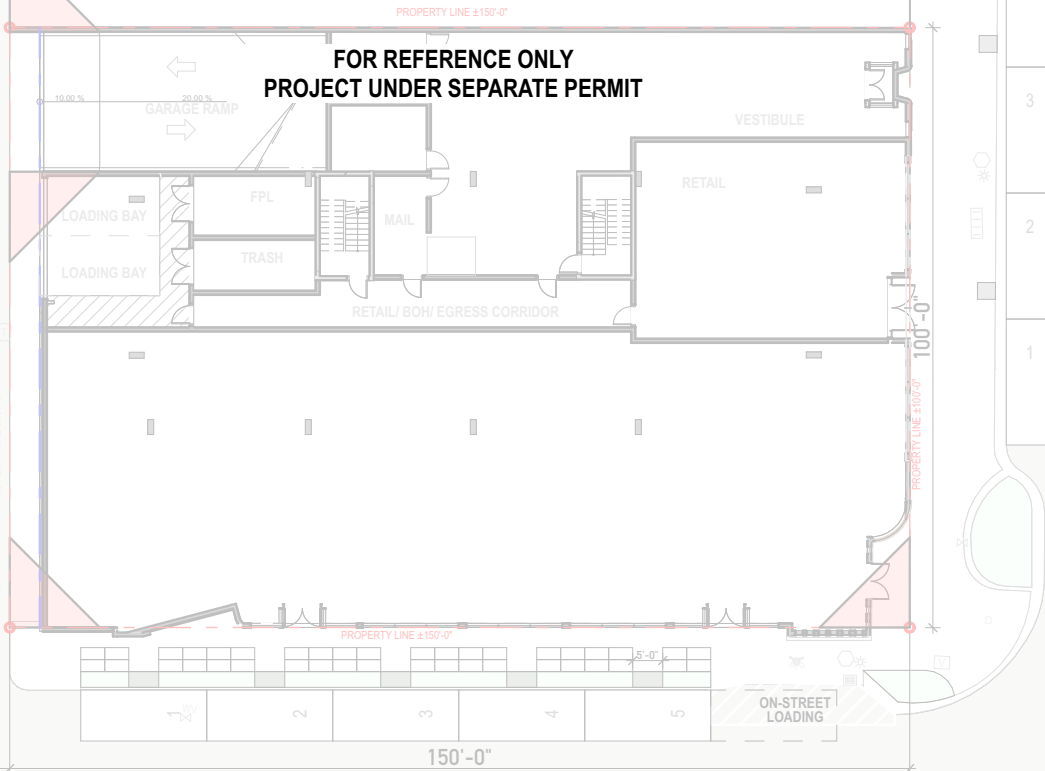 PROPERTY LINE ±150'-0"
FOR REFERENCE ONLY
PROJECT UNDER SEPARATE PERMIT
10.00 %
20.00 %
GARAGE RAMP
VESTIBULE
3
RETAIL
FPL
LOADING BAY
MAIL
2
TRASH
LOADING BAY
RETAIL/ BOH/ EGRESS CORRIDOR
100'-0"
1
PROPERTY LINE ±100'-0"
PROPERTY LINE ±150'-0"
5'-0"
1
2
3
4
5
ON-STREET
LOADING
150'-0"